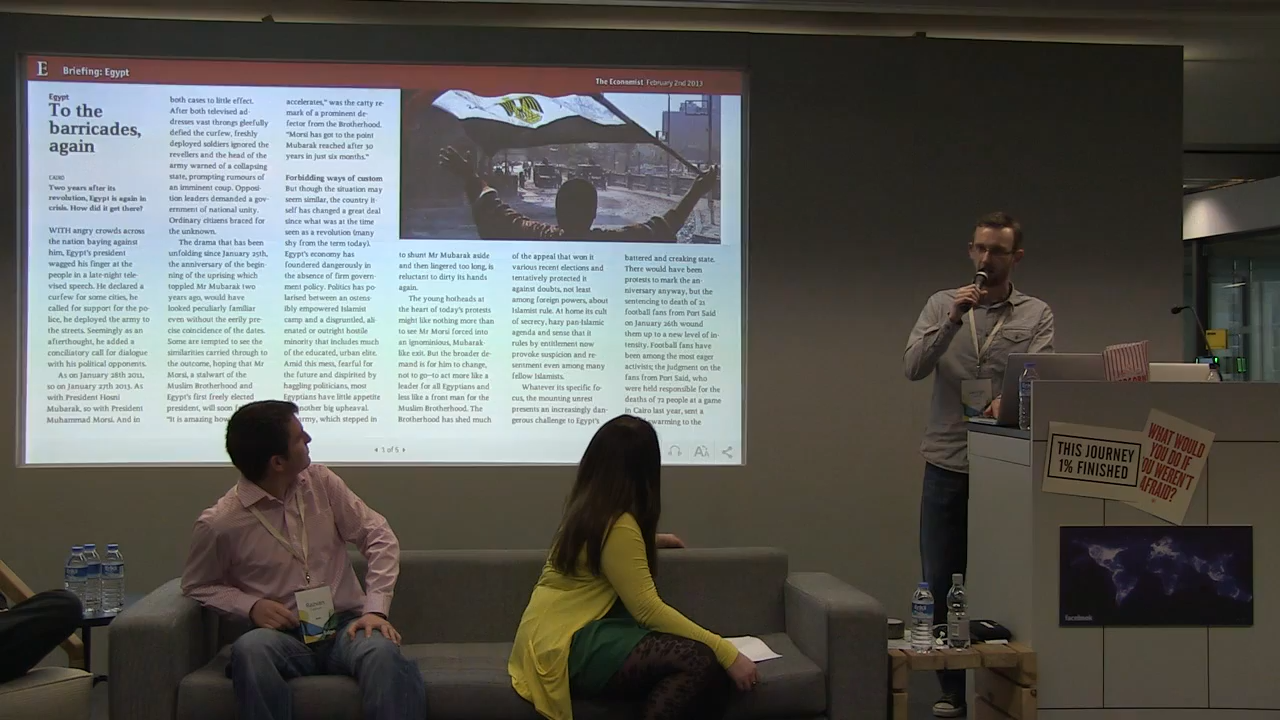 E Briefing: Egypt
The Economist February 2nd 2013
Egypt
To the
barricades,
again
CAIRO
Two years after its
revolution, Egypt is again in
crisis. How did it get there?
WITH angry crowds across
the nation baying against
him, Egypt's president
wagged his finger at the
people in a late-night tele-
vised speech. He declared a
curfew for some cities, he
called for support for the po-
lice, he deployed the army to
the streets. Seemingly as an
afterthought, he added a
conciliatory call for dialogue
with his political opponents.
As on January 28th 2011,
so on January 27th 2013. As
with President Hosni
Mubarak, so with President
Muhammad Morsi. And in
both cases to little effect.
After both televised ad-
dresses vast throngs gleefully
defied the curfew, freshly
deployed soldiers ignored the
revellers and the head of the
army warned of a collapsing
state, prompting rumours of
an imminent coup. Opposi-
tion leaders demanded a gov-
ernment of national unity.
Ordinary citizens braced for
the unknown.
The drama that has been
unfolding since January 25th,
the anniversary of the begin-
ning of the uprising which
toppled Mr Mubarak two
years ago, would have
looked peculiarly familiar
even without the eerily pre-
cise coincidence of the dates.
Some are tempted to see the
similarities carried through to
the outcome, hoping that Mr
Morsi, a stalwart of the
Muslim Brotherhood and
Egypt's first freely elected
president, will soon
"It is amazing how
accelerates," was the catty re-
mark of a prominent de-
fector from the Brotherhood.
"Morsi has got to the point
Mubarak reached after 30
years in just six months."
Forbidding ways of custom
But though the situation may
seem similar, the country it-
self has changed a great deal
since what was at the time
seen as a revolution (many
shy from the term today).
Egypt's economy has
foundered dangerously in
the absence of firm govern-
ment policy. Politics has po-
larised between an ostens-
ibly empowered Islamist
camp and a disgruntled, ali-
enated or outright hostile
minority that includes much
of the educated, urban elite.
Amid this mess, fearful for
the future and dispirited by
haggling politicians, most
Egyptians have little appetite
another big upheaval.
army, which stepped in
to shunt Mr Mubarak aside
and then lingered too long, is
reluctant to dirty its hands
again.
The young hotheads at
the heart of today's protests
might like nothing more than
to see Mr Morsi forced into
an ignominious, Mubarak-
like exit. But the broader de-
mand is for him to change,
not to go—to act more like a
leader for all Egyptians and
less like a front man for the
Muslim Brotherhood. The
Brotherhood has shed much
of the appeal that won it
various recent elections and
tentatively protected it
against doubts, not least
among foreign powers, about
Islamist rule. At home its cult
of secrecy, hazy pan-Islamic
agenda and sense that it
rules by entitlement now
provoke suspicion and re-
sentment even among many
fellow Islamists.
Whatever its specific fo-
cus, the mounting unrest
presents an increasingly dan-
gerous challenge to Egypt's
battered and creaking state.
There would have been
protests to mark the an-
niversary anyway, but the
sentencing to death of 21
football fans from Port Said
on January 26th wound
them up to a new level of in-
tensity. Football fans have
been among the most eager
activists; the judgment on the
fans from Port Said, who
were held responsible for the
deaths of 72 people at a game
in Cairo last year, sent a
warming to the
1 of 5
THIS JOURNEY
1% FINISHED
WHAT WOULD
YOU DO IF
YOU WEREN'T
AFRAID?
facebook